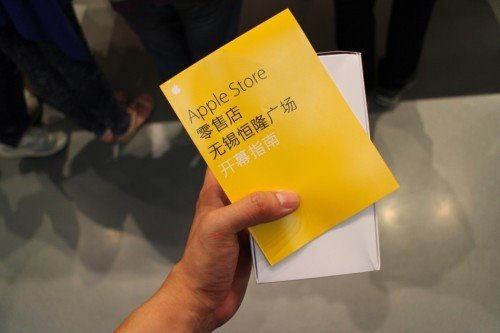 Apple Store
零售店
无锡恒隆广场
开幕指南